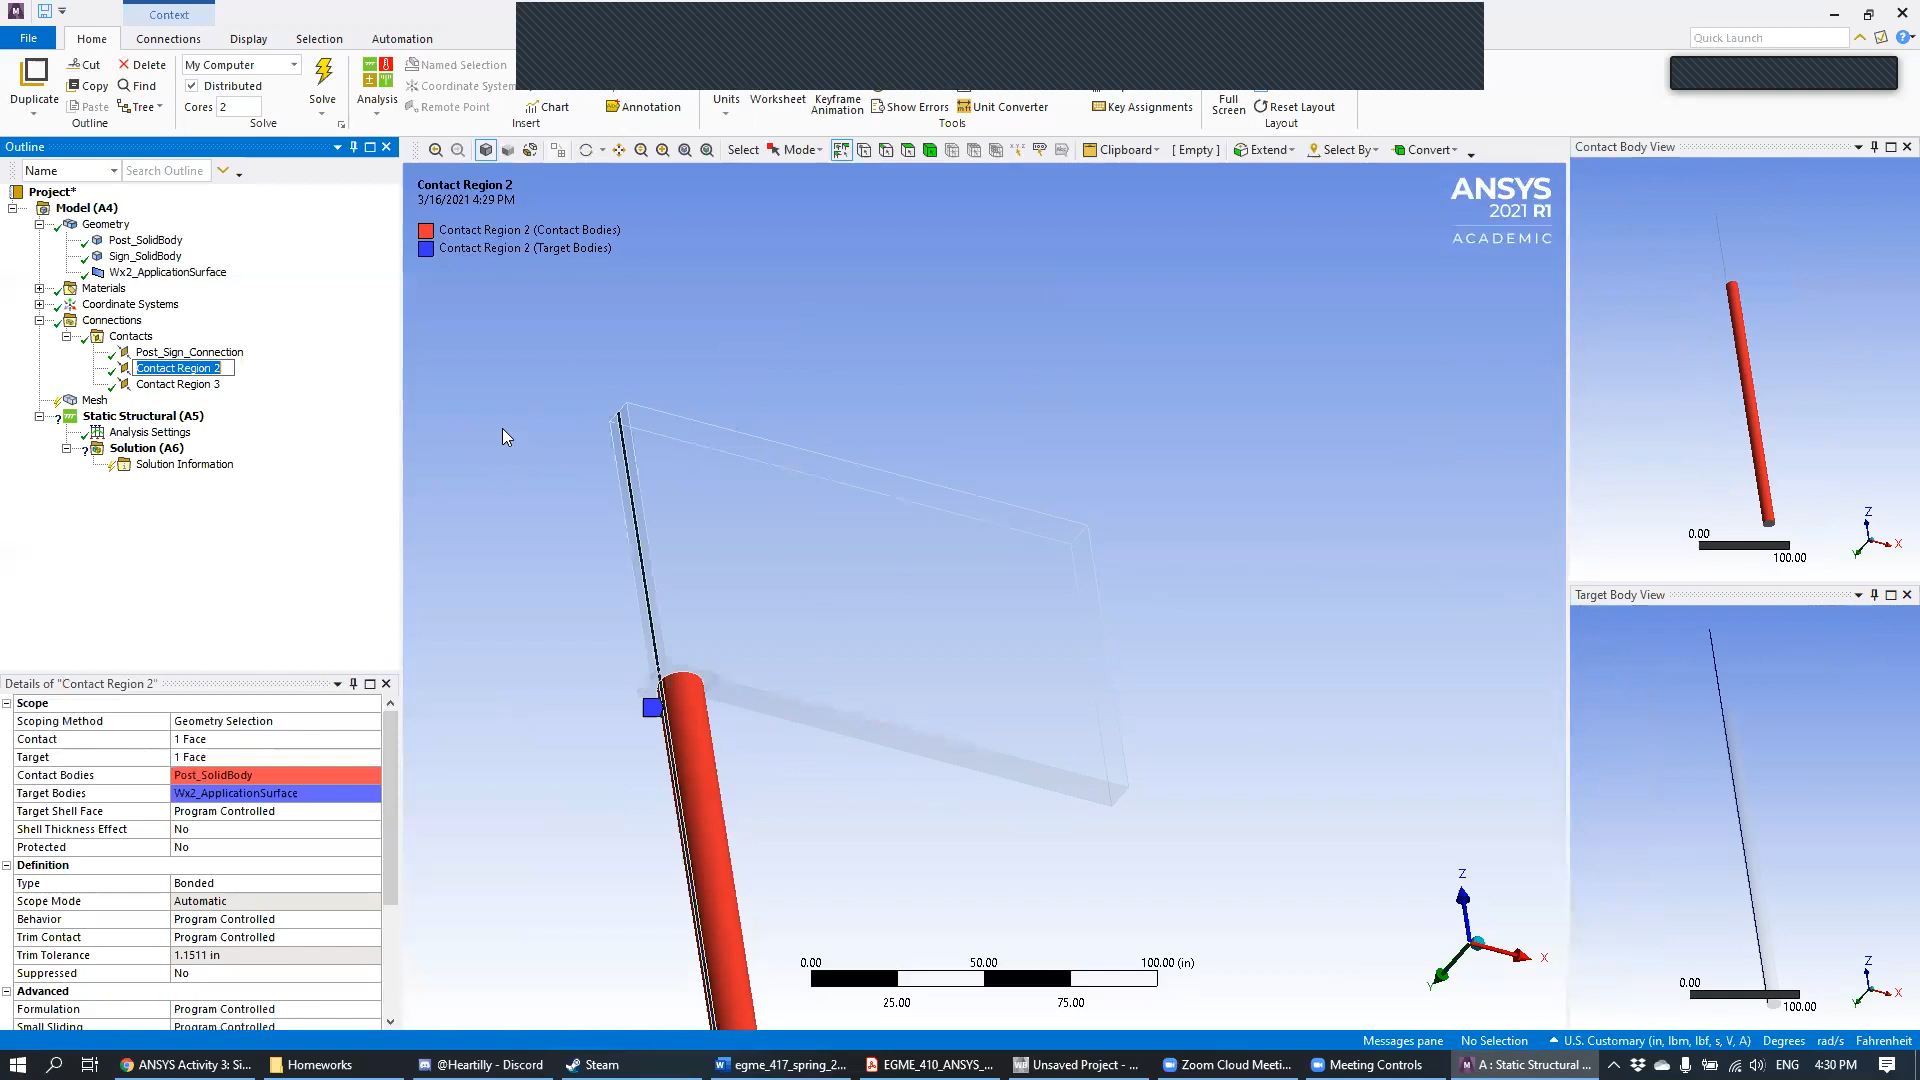 Context
File
Home
Connections
Display
Selection
Automation
Quick Launch
Duplicate
Cut
Copy
Paste
Delete
Find
Tree
Outline
My Computer
Distributed
Cores 2
Solve
Solve
Analysis
Named Selection
Coordinate System
Remote Point
Chart
Annotation
Insert
Units
Worksheet
Keyframe
Animation
Show Errors
Unit Converter
Key Assignments
Tools
Full
Screen
Reset Layout
Layout
Outline
Name
Search Outline
Project*
Model (A4)
Geometry
Post_SolidBody
Sign_SolidBody
Wx2_ApplicationSurface
Materials
Coordinate Systems
Connections
Contacts
Post_Sign_Connection
Contact Region 2
Contact Region 3
Mesh
Static Structural (A5)
Analysis Settings
Solution (A6)
Solution Information
Select
Mode
Clipboard
[ Empty ]
Extend
Select By
Convert
Contact Region 2
3/16/2021 4:29 PM
Contact Region 2 (Contact Bodies)
Contact Region 2 (Target Bodies)
ANSYS
2021 R1
ACADEMIC
Z
X
Y
0.00 50.00 100.00 (in)
25.00 75.00
Contact Body View
0.00
100.00
Z
X
Y
Target Body View
0.00
100.00
Z
X
Y
Details of "Contact Region 2"
Scope
Scoping Method Geometry Selection
Contact 1 Face
Target 1 Face
Contact Bodies Post_SolidBody
Target Bodies Wx2_ApplicationSurface
Target Shell Face Program Controlled
Shell Thickness Effect No
Protected No
Definition
Type Bonded
Scope Mode Automatic
Behavior Program Controlled
Trim Contact Program Controlled
Trim Tolerance 1.1511 in
Suppressed No
Advanced
Formulation Program Controlled
Small Sliding Program Controlled
Messages pane No Selection U.S. Customary (in, lbm, lbf, s, V, A) Degrees rad/s Fahrenheit
ANSYS Activity 3: Si...
Homeworks
@Heartilly - Discord
Steam
egme_417_spring_2...
EGME_410_ANSYS_...
Unsaved Project - ...
Zoom Cloud Meeti...
Meeting Controls
A : Static Structural ...
ENG
4:30 PM